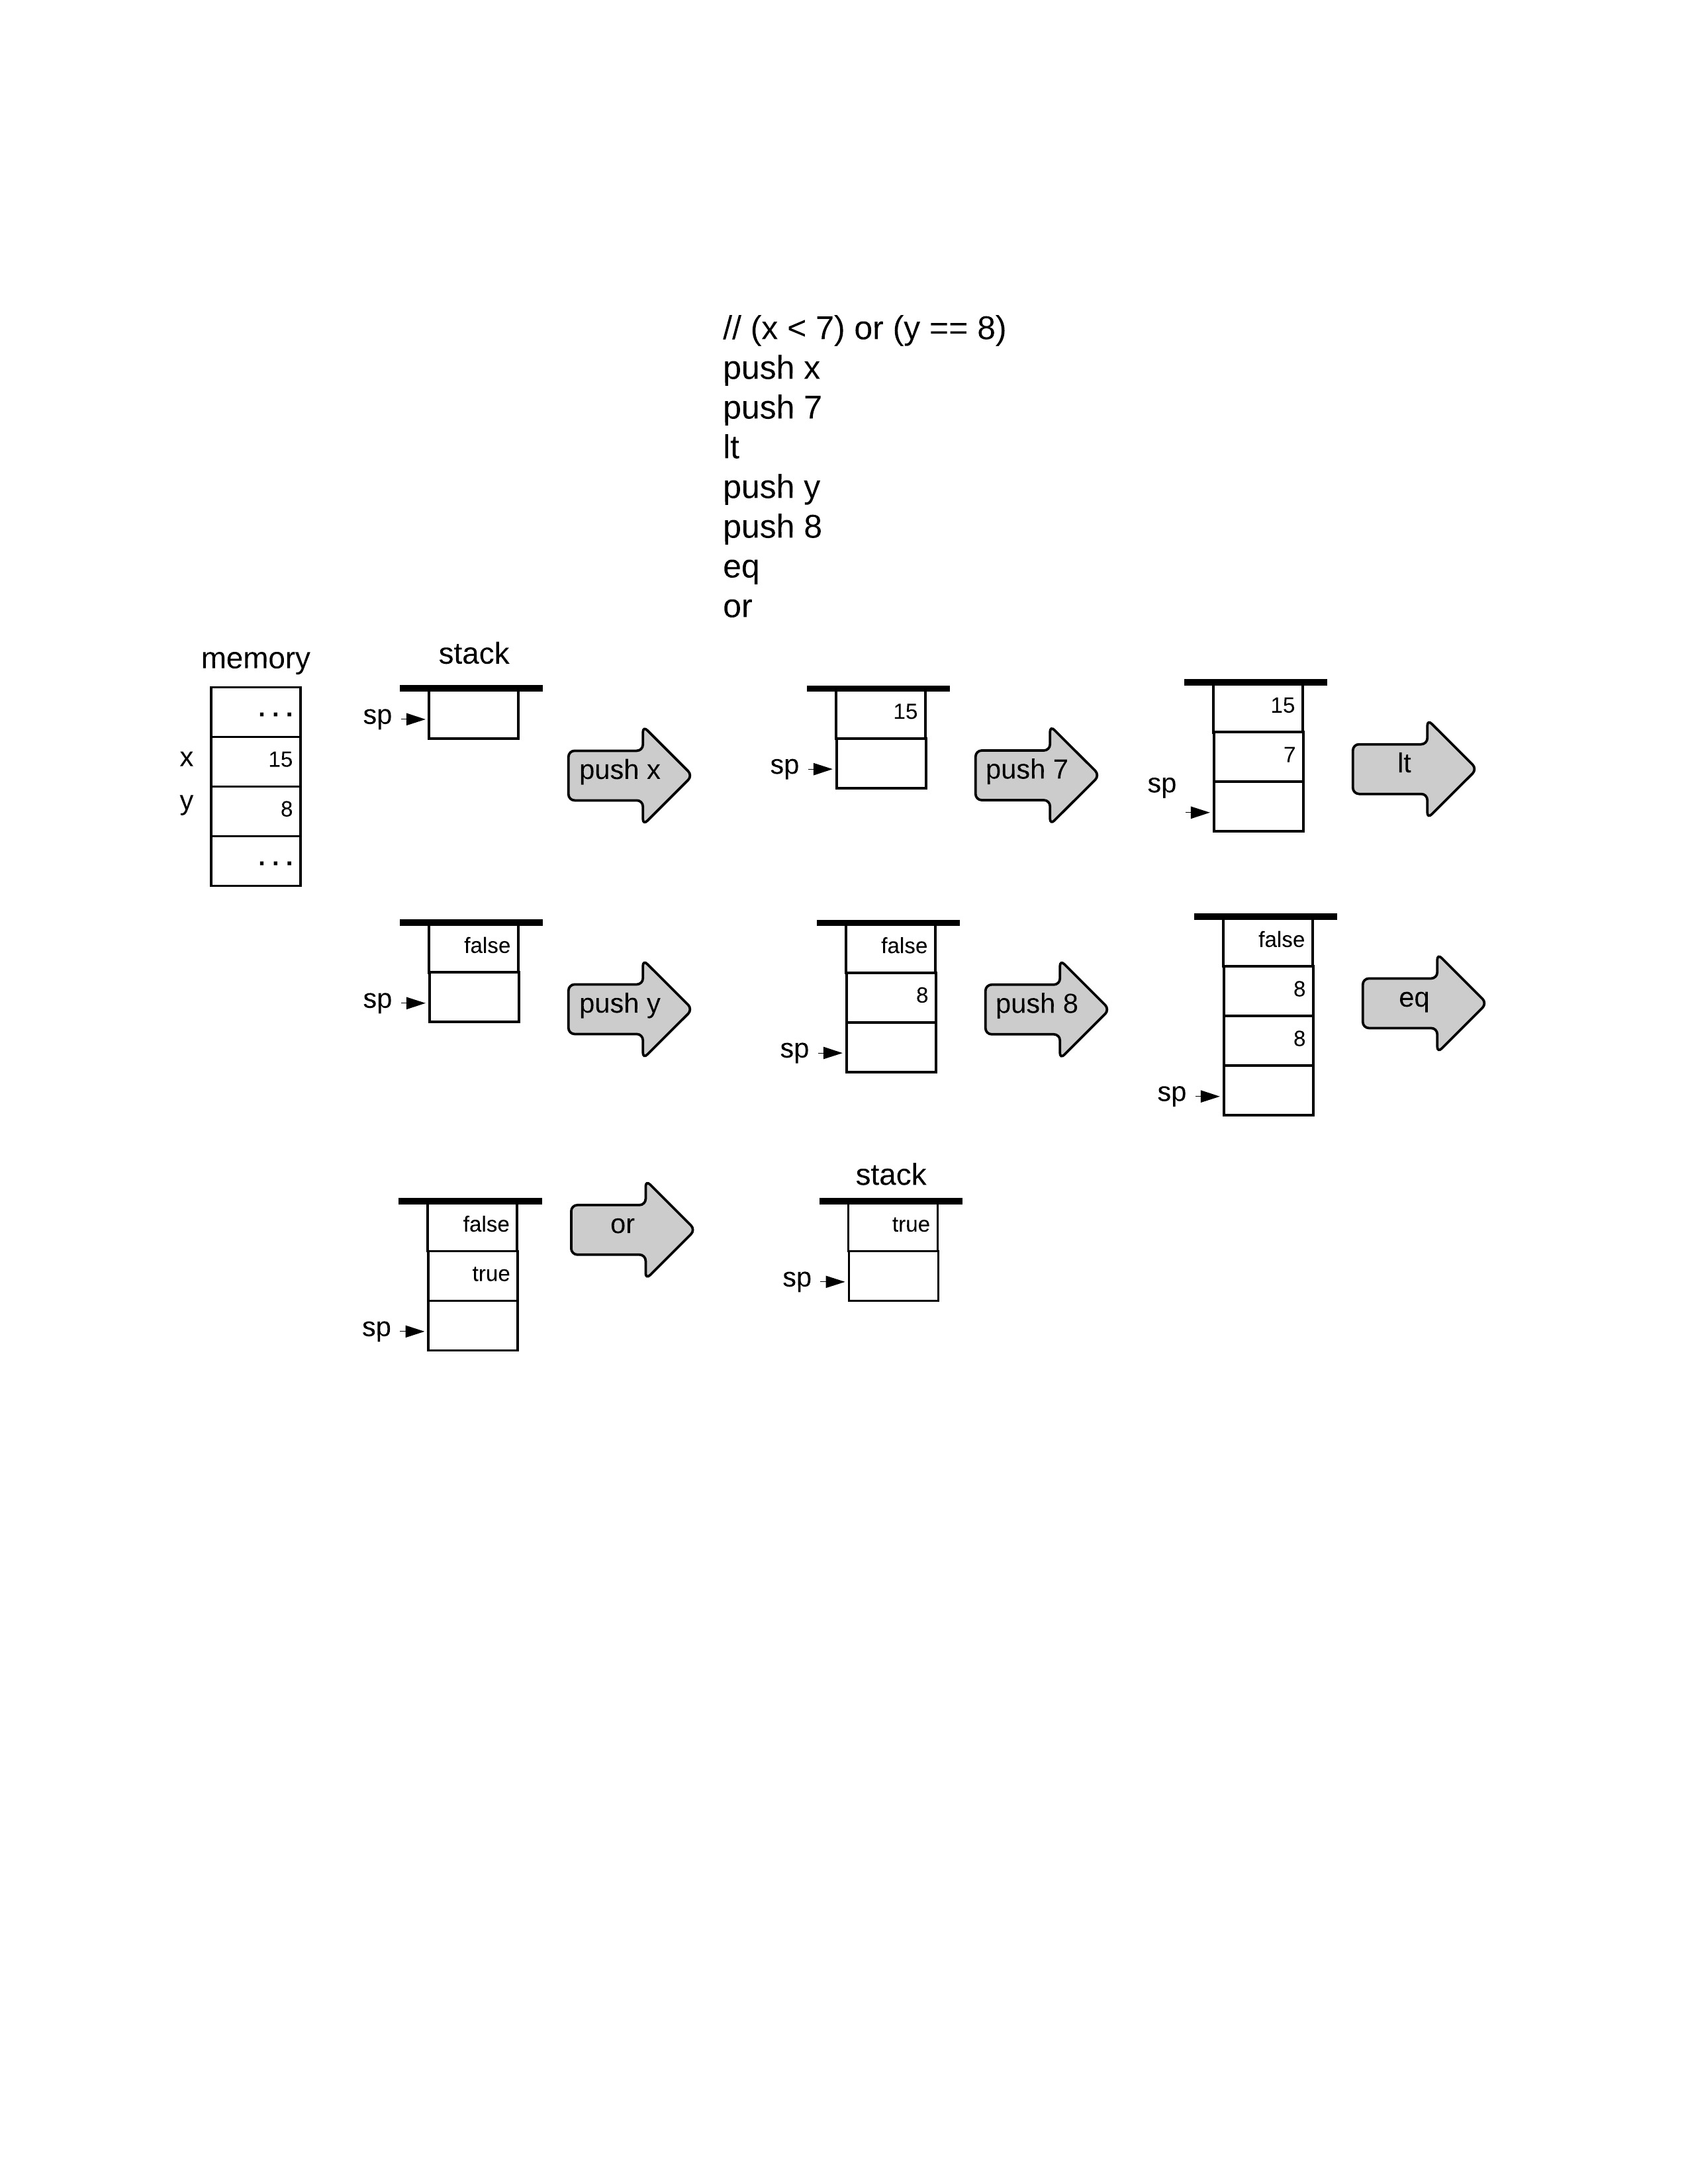 // (x < 7) or (y == 8)
push x
push 7
lt
push y
push 8
eq
or
memory
stack
. . .
x 15
y 8
. . .
sp
push x
15
sp
push 7
15
7
sp
lt
false
sp
push y
false
8
sp
push 8
false
8
8
sp
eq
false
true
sp
or
stack
true
sp